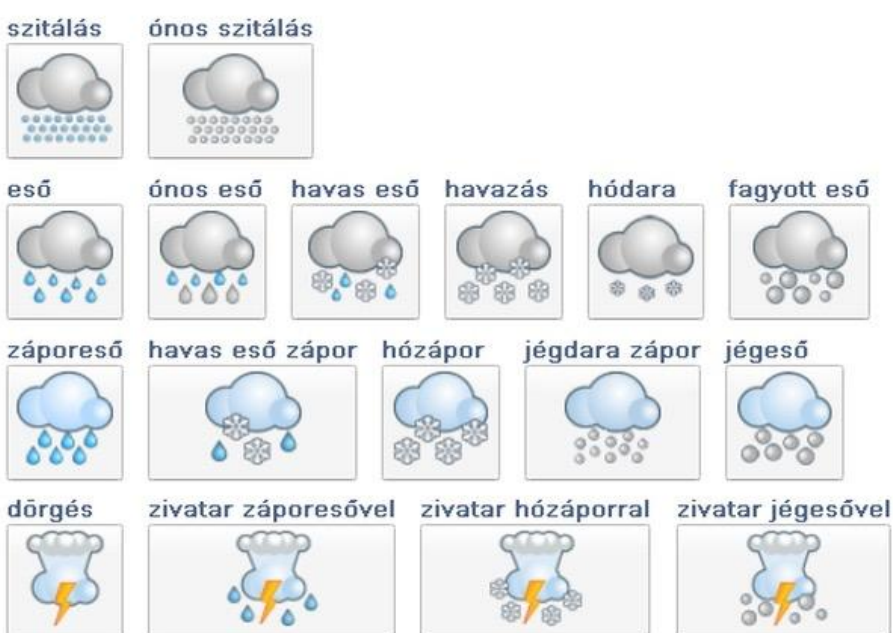 szitálás ónos szitálás
eső ónos eső havas eső havazás hódara fagyott eső
záporeső havas eső zápor hózápor jégdara zápor jégeső
dörgés zivatar záporesővel zivatar hózáporral zivatar jégesővel